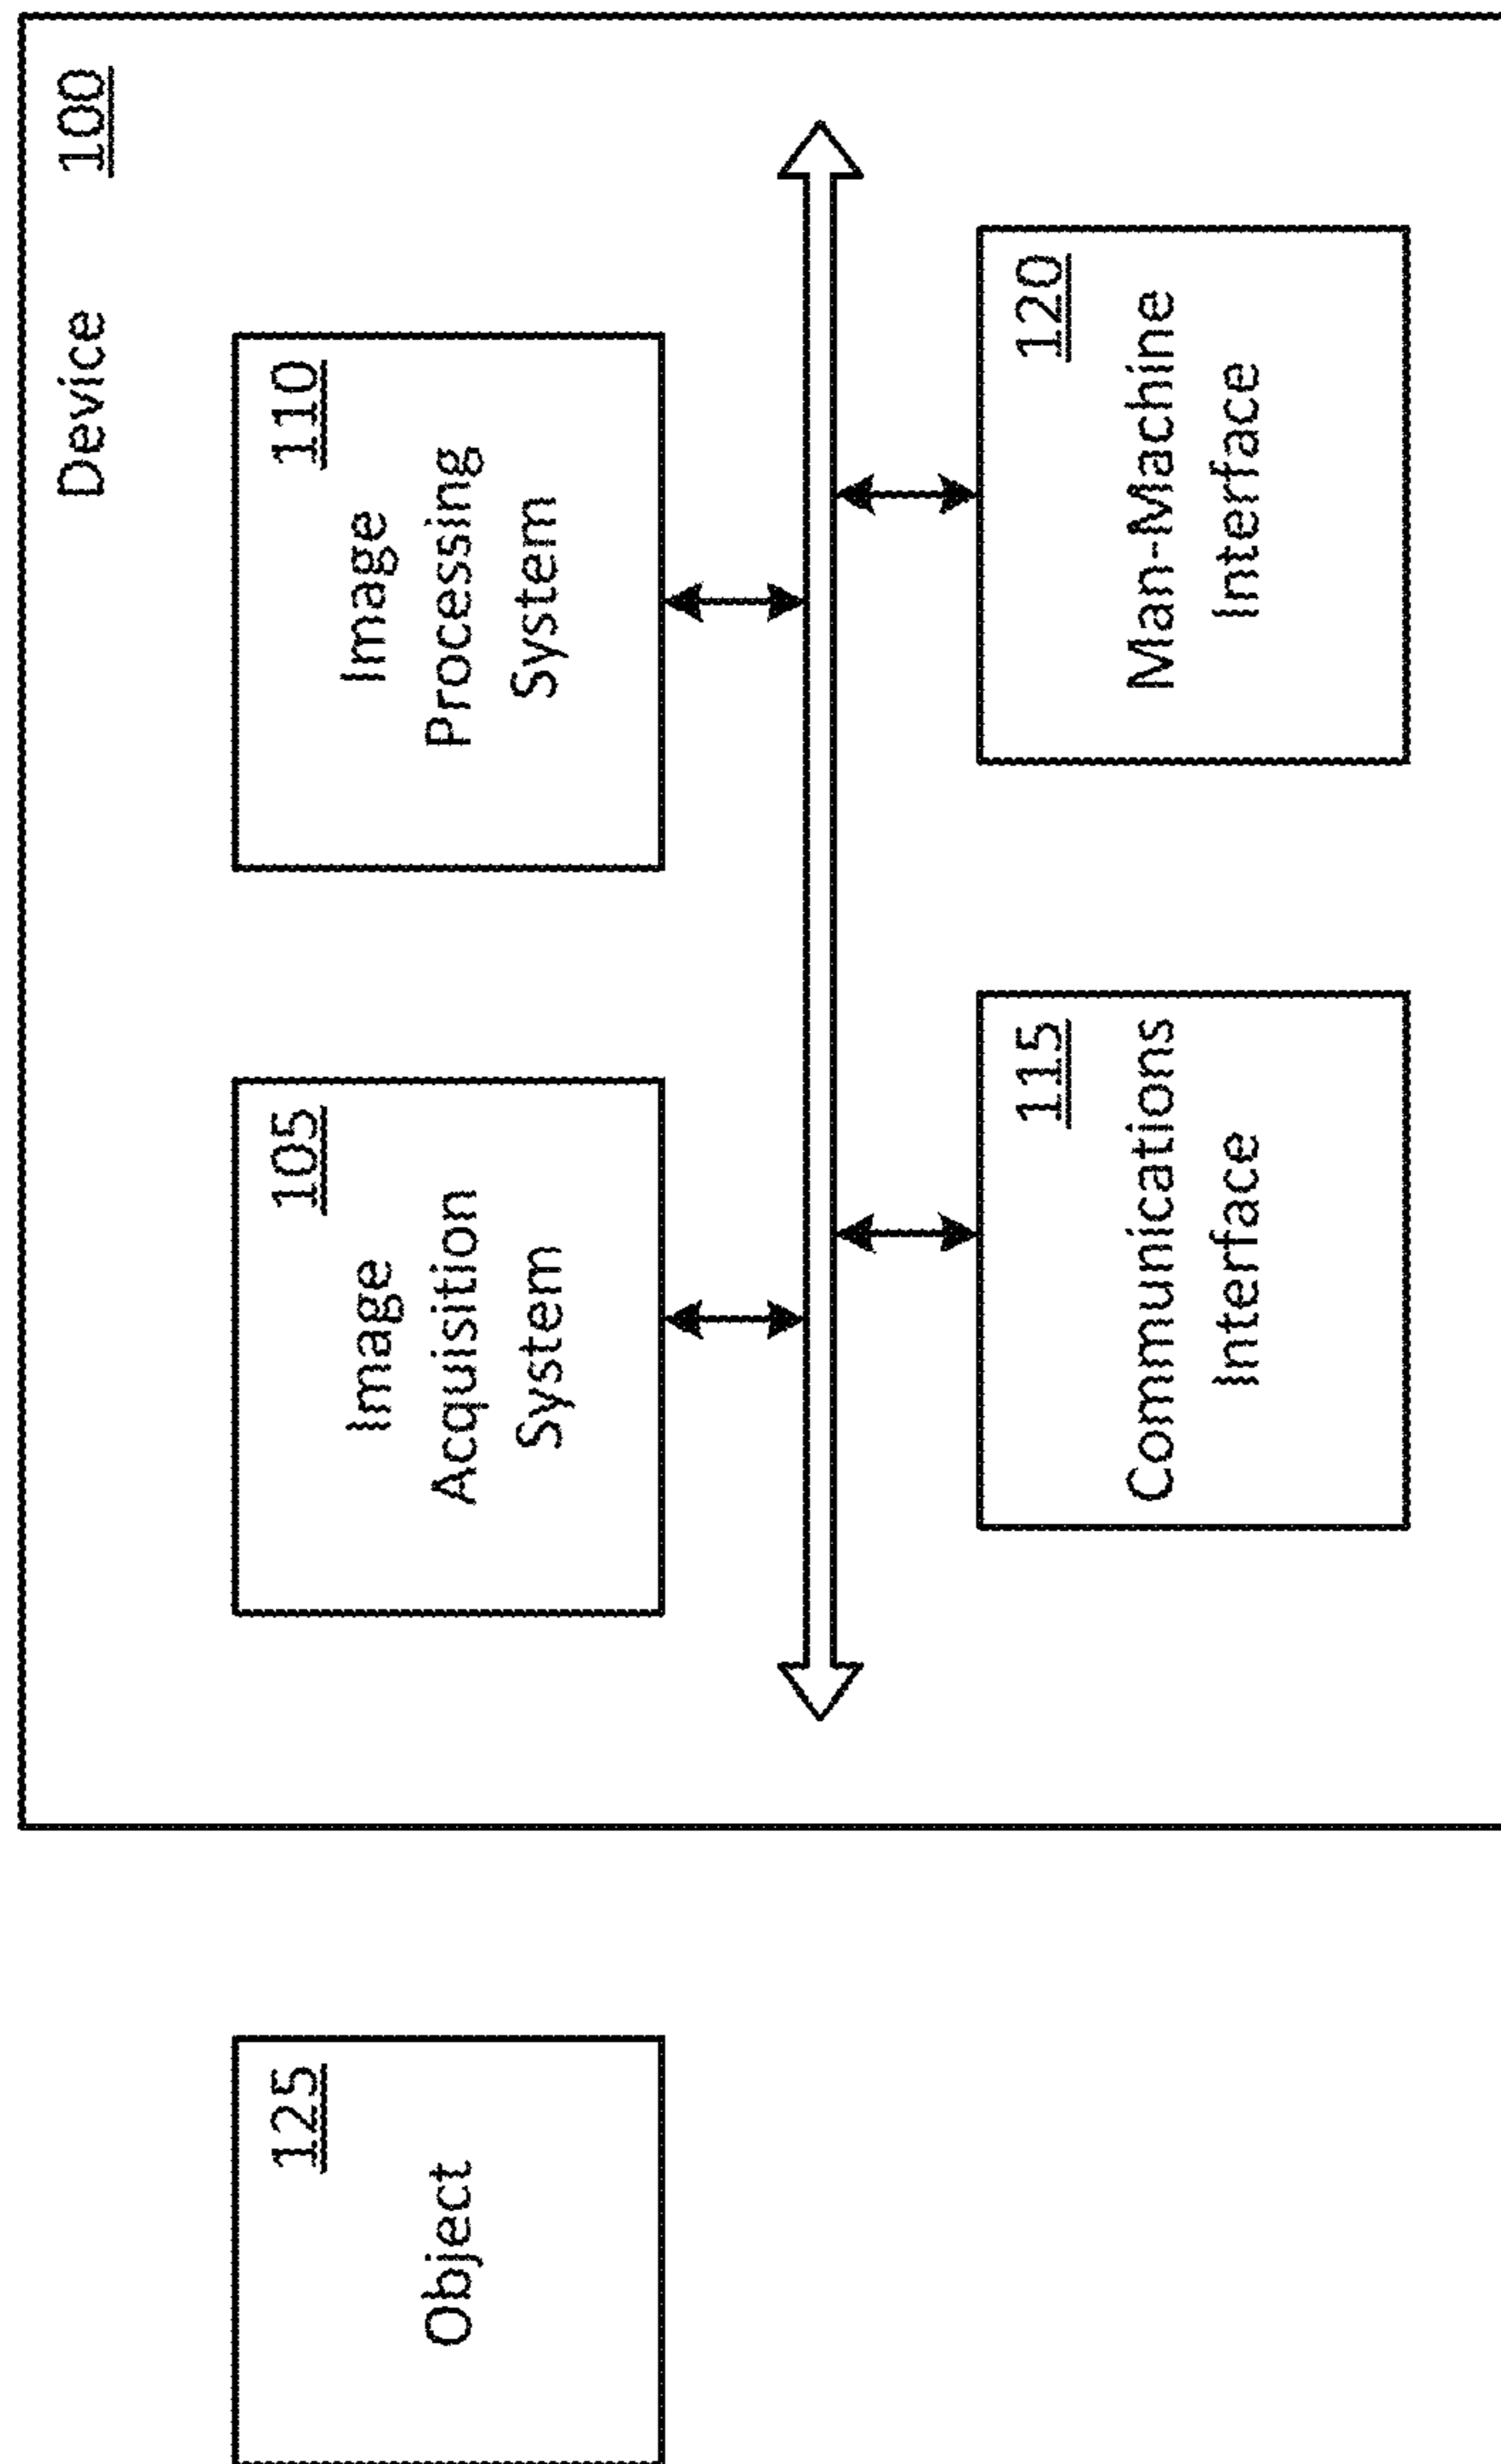 Device 100
125
Object
105
Image
Acquisition
System
110
Image
Processing
System
115
Communications
Interface
120
Man-Machine
Interface